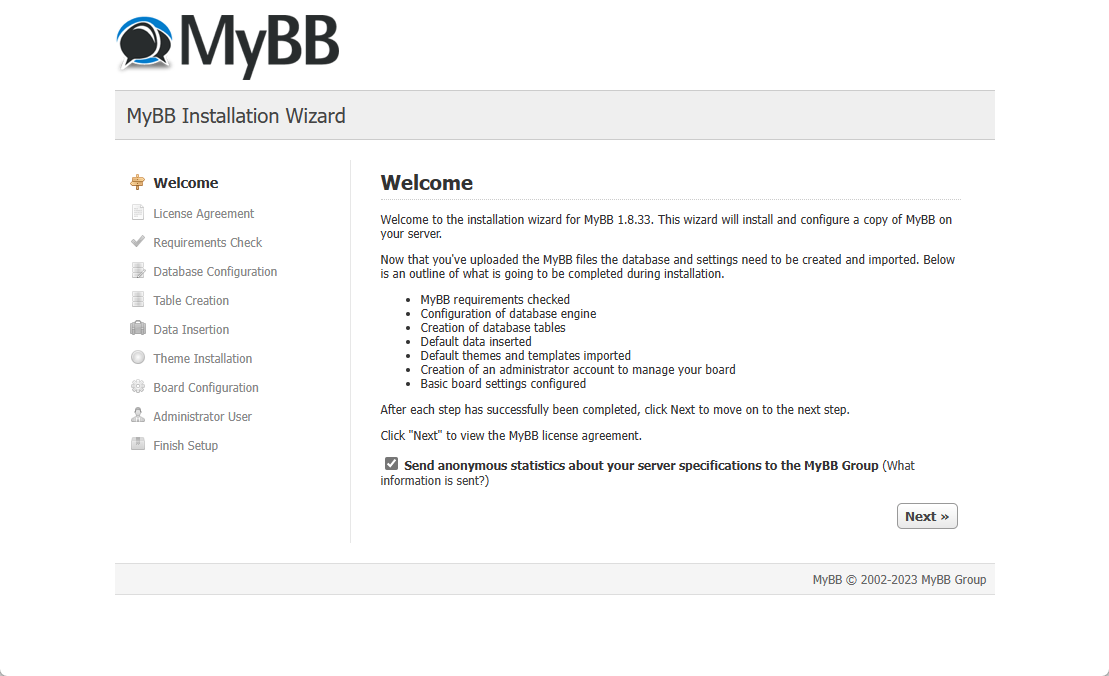 MyBB
MyBB Installation Wizard
Welcome
License Agreement
Requirements Check
Database Configuration
Table Creation
Data Insertion
Theme Installation
Board Configuration
Administrator User
Finish Setup
Welcome
Welcome to the installation wizard for MyBB 1.8.33. This wizard will install and configure a copy of MyBB on
your server.
Now that you've uploaded the MyBB files the database and settings need to be created and imported. Below
is an outline of what is going to be completed during installation.
• MyBB requirements checked
• Configuration of database engine
• Creation of database tables
• Default data inserted
• Default themes and templates imported
• Creation of an administrator account to manage your board
• Basic board settings configured
After each step has successfully been completed, click Next to move on to the next step.
Click "Next" to view the MyBB license agreement.
Send anonymous statistics about your server specifications to the MyBB Group (What
information is sent?)
Next »
MyBB © 2002-2023 MyBB Group